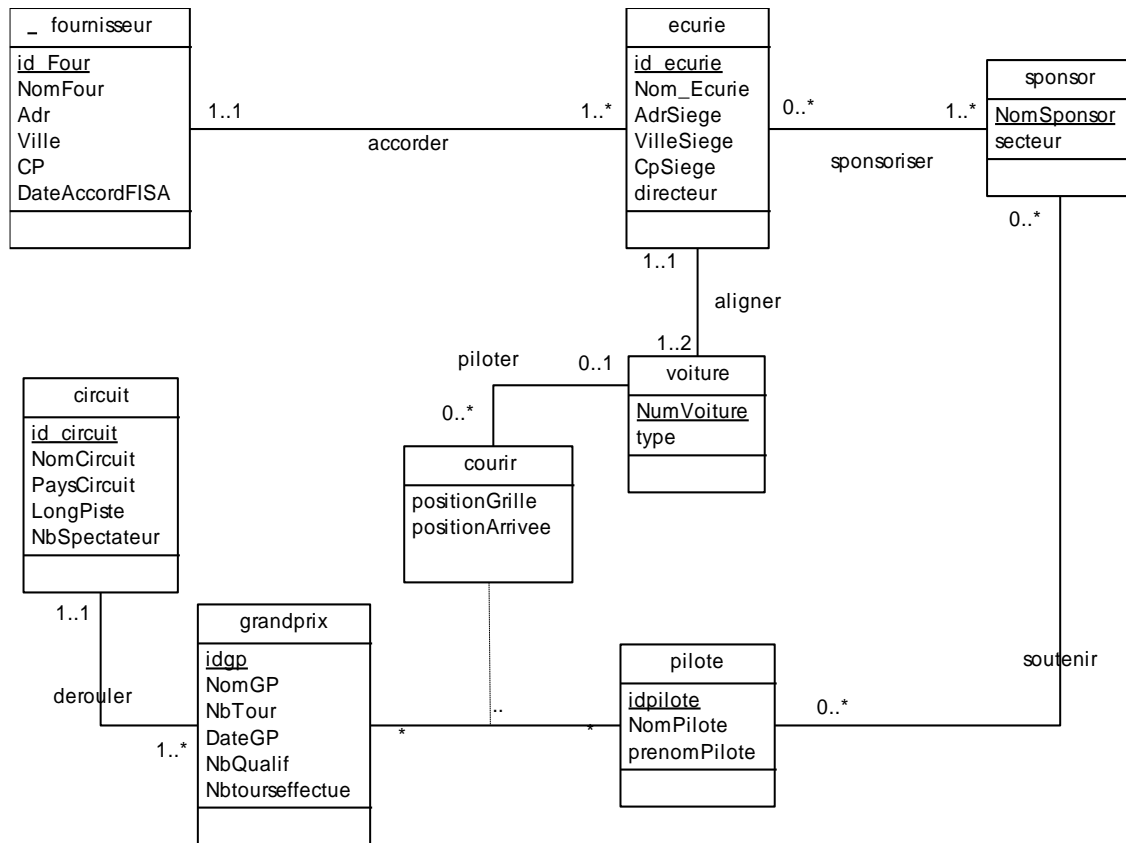 _ fournisseur
id_Four
NomFour
Adr
Ville
CP
DateAccordFISA
1..1
accorder
1..*
ecurie
id_ecurie
Nom_Ecurie
AdrSiege
VilleSiege
CpSiege
directeur
0..*
sponsoriser
1..*
sponsor
NomSponsor
secteur
0..*
1..1
aligner
1..2
voiture
NumVoiture
type
piloter
0..1
0..*
courir
positionGrille
positionArrivee
circuit
id_circuit
NomCircuit
PaysCircuit
LongPiste
NbSpectateur
1..1
derouler
1..*
grandprix
idgp
NomGP
NbTour
DateGP
NbQualif
Nbtourseffectue
*
..
*
pilote
idpilote
NomPilote
prenomPilote
0..*
soutenir